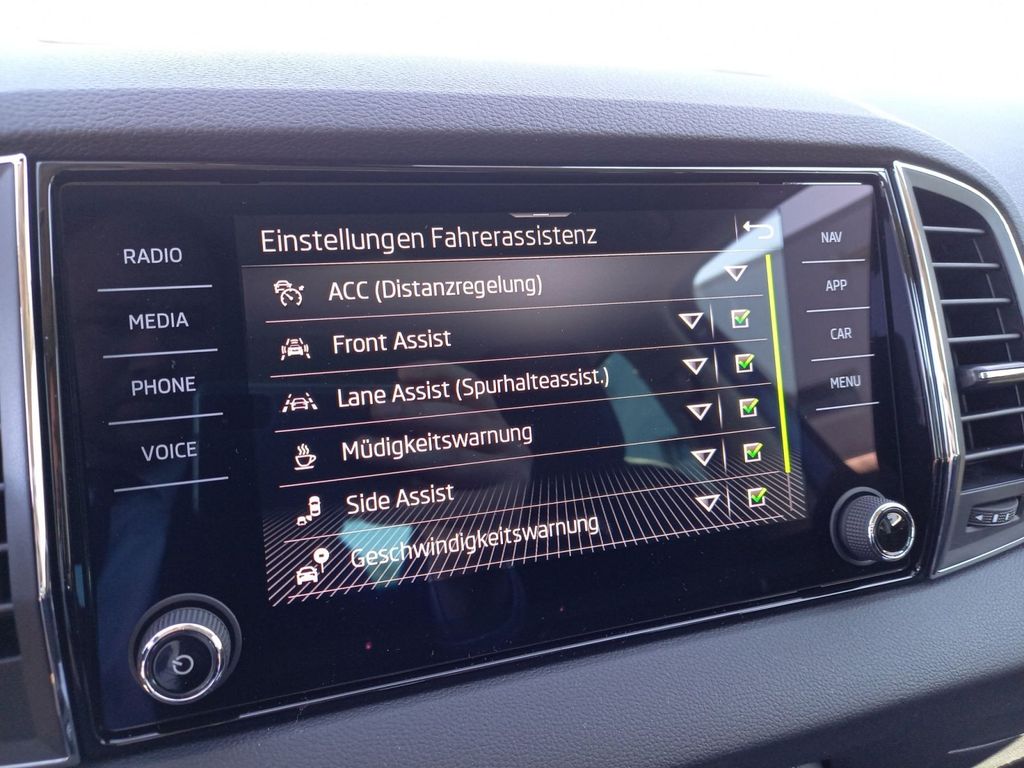 RADIO
MEDIA
PHONE
VOICE
Einstellungen Fahrerassistenz
ACC (Distanzregelung)
Front Assist
Lane Assist (Spurhalteassist.)
Müdigkeitswarnung
Side Assist
Geschwindigkeitswarnung
NAV
APP
CAR
MENU